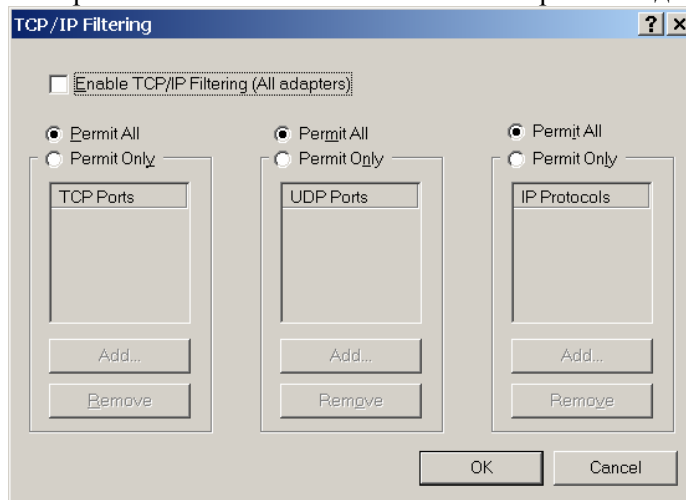 TCP/IP Filtering
Enable TCP/IP Filtering (All adapters)
Permit All
Permit Only
TCP Ports
Add...
Remove
Permit All
Permit Only
UDP Ports
Add...
Remove
Permit All
Permit Only
IP Protocols
Add...
Remove
OK
Cancel